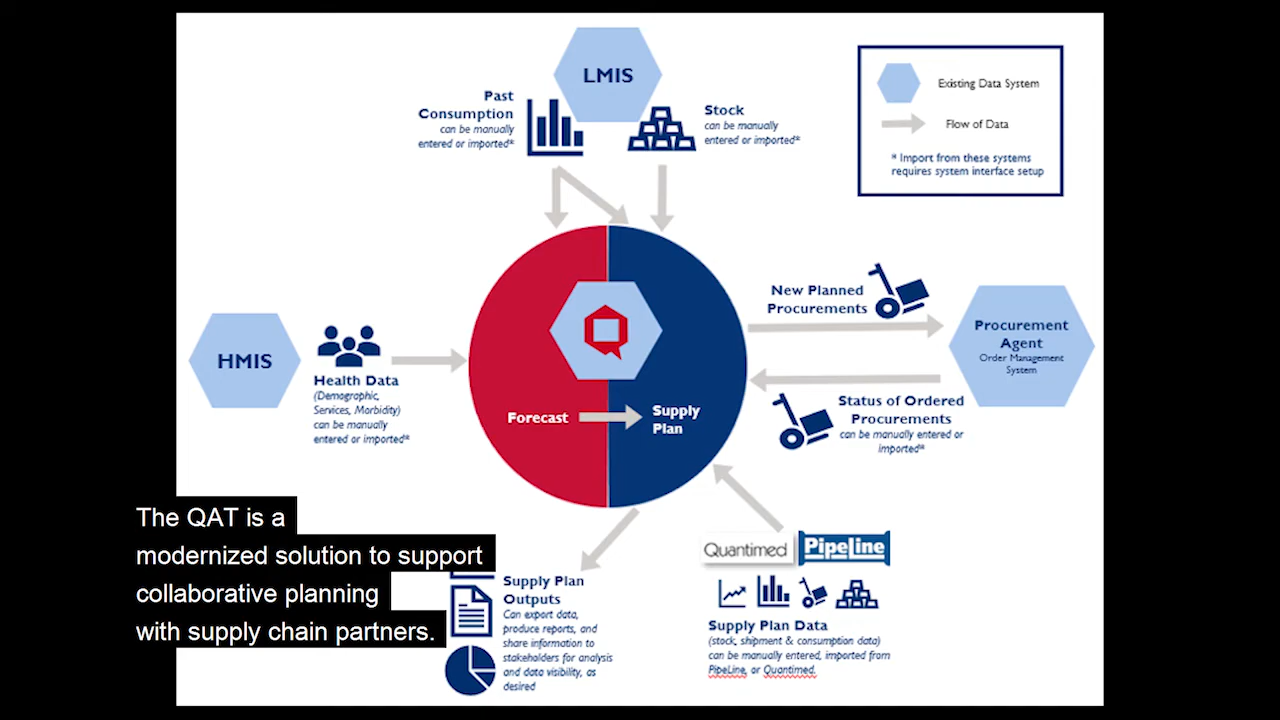 LMIS
Past
Consumption
can be manually
entered or imported*
Stock
can be manually
entered or imported*
Existing Data System
Flow of Data
* Import from these systems
requires system interface setup
HMIS
Health Data
(Demographic,
Services, Morbidity)
can be manually
entered or imported*
Forecast
Supply
Plan
New Planned
Procurements
Procurement
Agent
Order Management
System
Status of Ordered
Procurements
can be manually entered or
imported*
The QAT is a
modernized solution to support
collaborative planning
with supply chain partners.
Supply Plan
Outputs
Can export data,
produce reports, and
share information to
stakeholders for analysis
and data visibility, as
desired
Quantimed
PipeLine
Supply Plan Data
(stock, shipment & consumption data)
can be manually entered, imported from
PipeLine, or Quantimed.